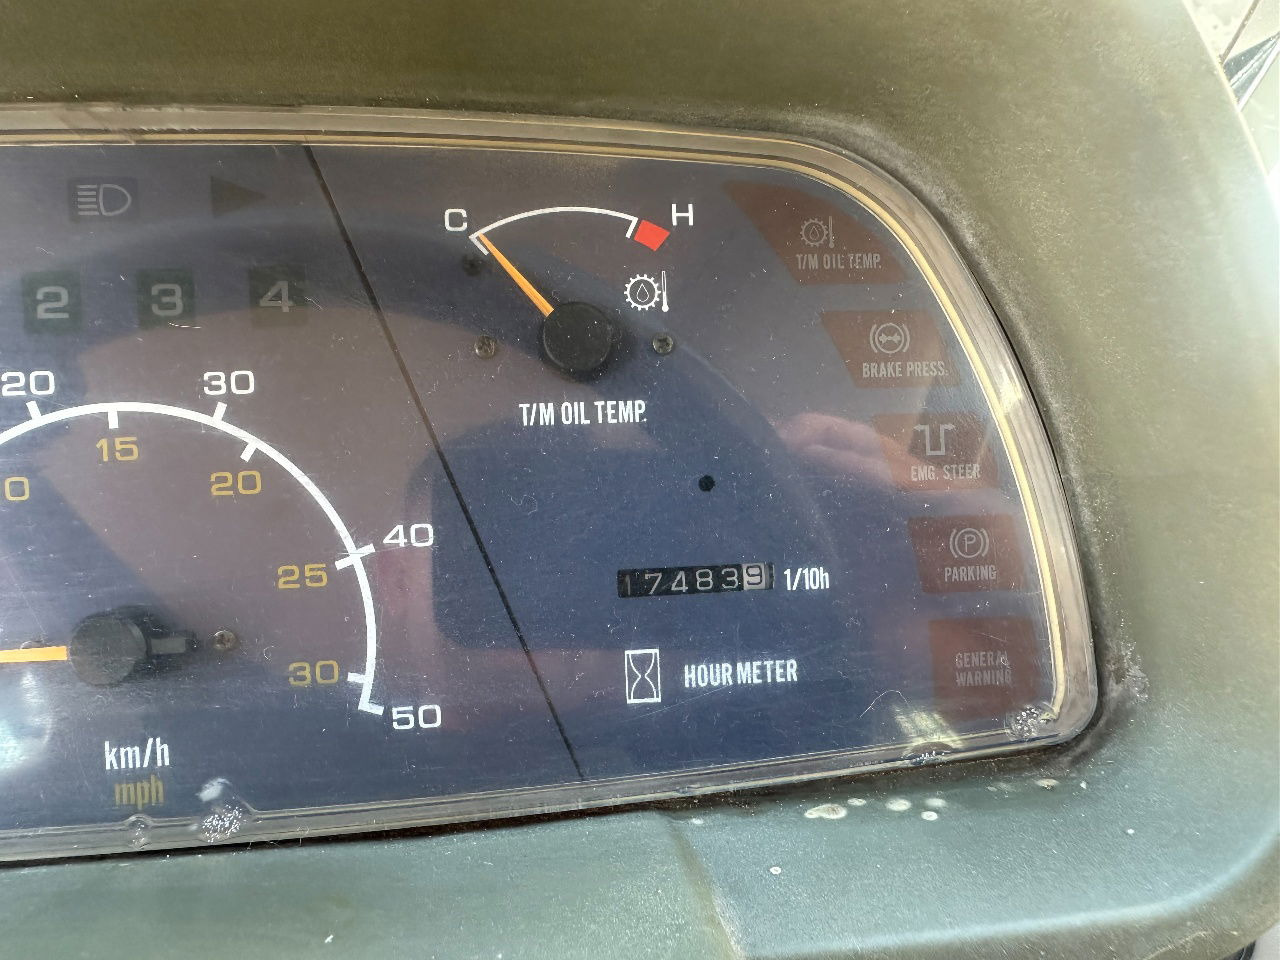 C H
T/M OIL TEMP.
2 3 4
BRAKE PRESS.
20 30
T/M OIL TEMP.
15
0 20
EMG. STEER
40
25
PARKING
174839 1/10h
30
HOUR METER
GENERAL
WARNING
50
km/h
mph